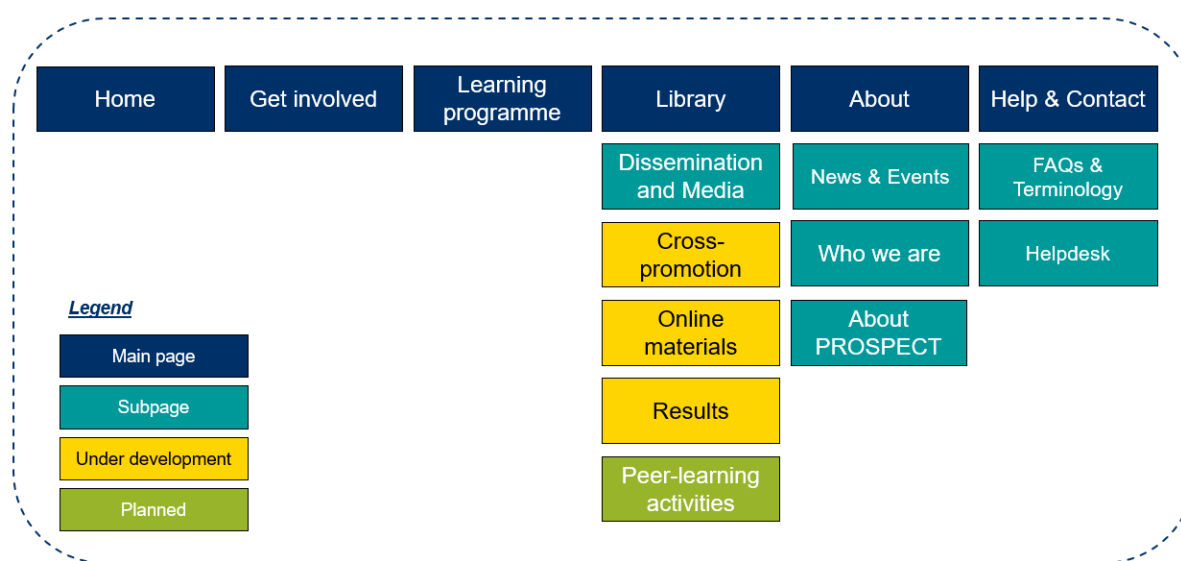 Home
Get involved
Learning
programme
Library
About
Help & Contact
Dissemination
and Media
News & Events
FAQs &
Terminology
Cross-
promotion
Who we are
Helpdesk
Online
materials
About
PROSPECT
Results
Peer-learning
activities
Legend
Main page
Subpage
Under development
Planned